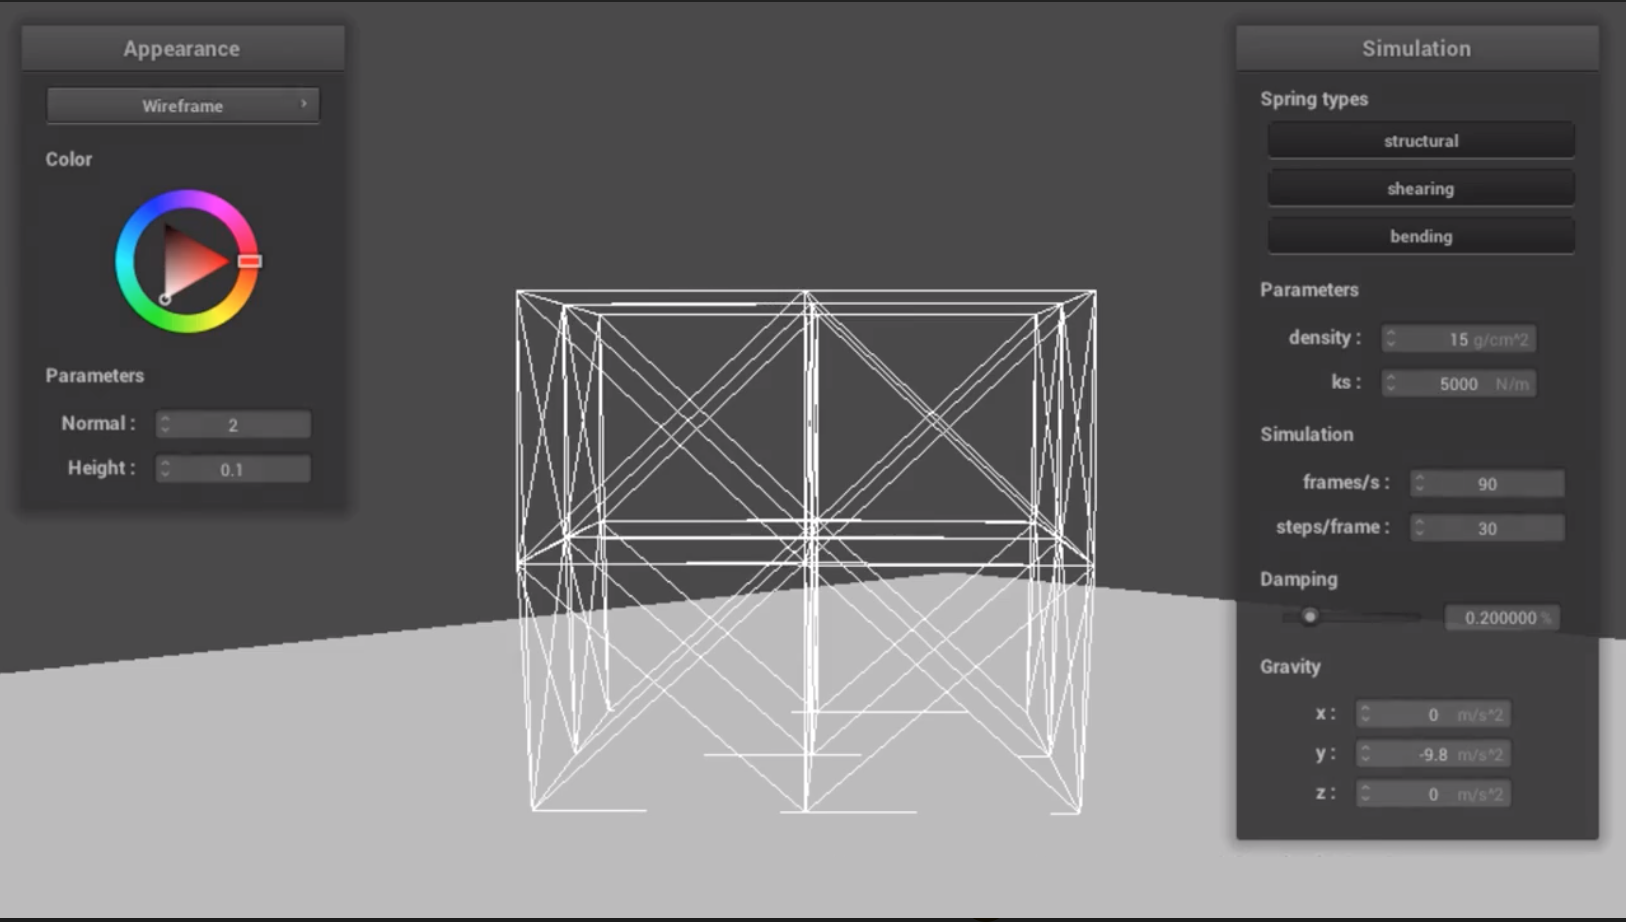 Appearance
Wireframe
Color
Parameters
Normal : 2
Height : 0.1
Simulation
Spring types
structural
shearing
bending
Parameters
density : 15 g/cm^2
ks : 5000 N/m
Simulation
frames/s : 90
steps/frame : 30
Damping
0.200000 %
Gravity
x : 0 m/s^2
y : -9.8 m/s^2
z : 0 m/s^2